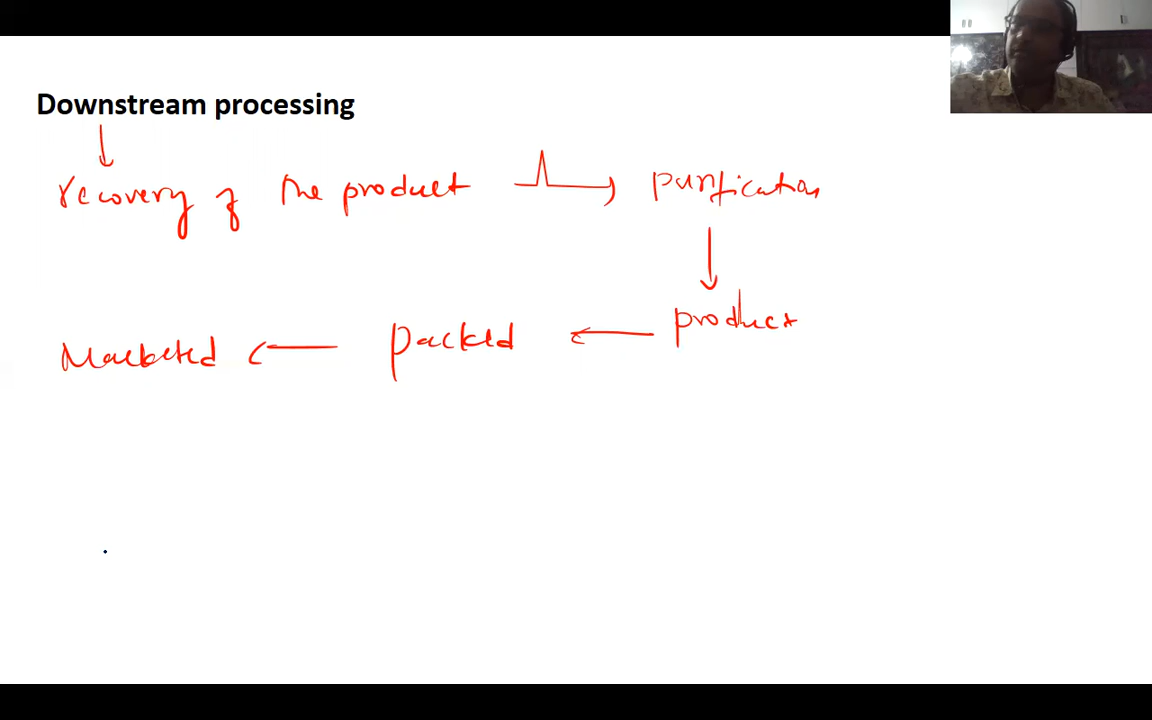 Downstream processing
recovery of the product → purification
↓
product
Marketed ← packed ←